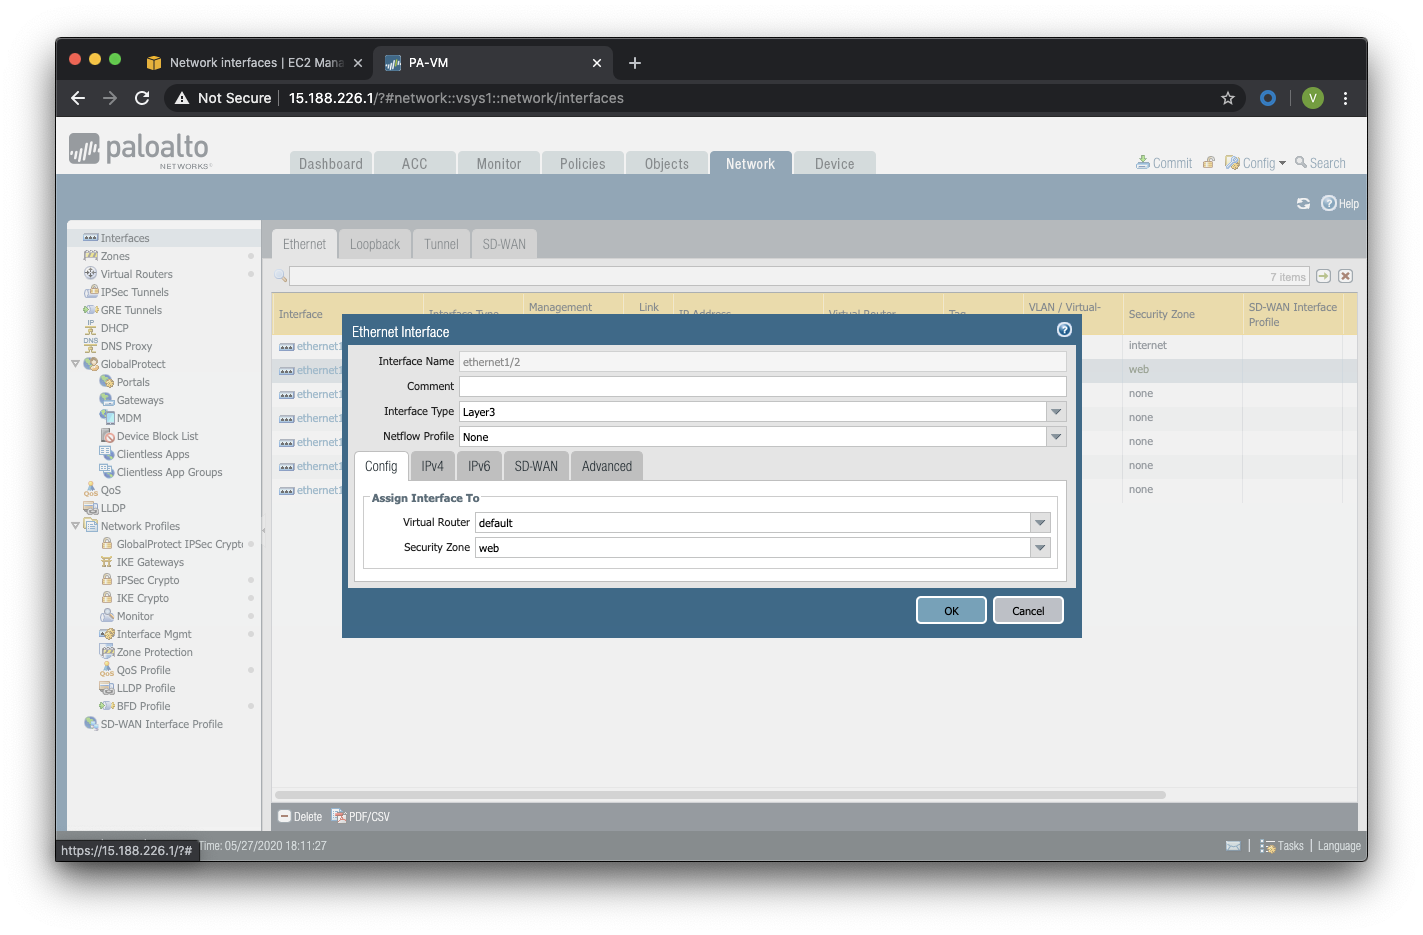 Network interfaces | EC2 Mana
PA-VM
Not Secure
15.188.226.1/?#network::vsys1::network/interfaces
V
paloalto
NETWORKS®
Dashboard
ACC
Monitor
Policies
Objects
Network
Device
Commit
Config
Search
Help
Interfaces
Zones
Virtual Routers
IPSec Tunnels
GRE Tunnels
DHCP
DNS Proxy
GlobalProtect
Portals
Gateways
MDM
Device Block List
Clientless Apps
Clientless App Groups
QoS
LLDP
Network Profiles
GlobalProtect IPSec Crypt
IKE Gateways
IPSec Crypto
IKE Crypto
Monitor
Interface Mgmt
Zone Protection
QoS Profile
LLDP Profile
BFD Profile
SD-WAN Interface Profile
Ethernet
Loopback
Tunnel
SD-WAN
7 items
Interface
Interface Type
Management
Link
IP Address
Virtual Router
Tag
VLAN / Virtual-
Security Zone
SD-WAN Interface
Profile
ethernet1
internet
ethernet1
web
ethernet1
none
ethernet1
none
ethernet1
none
ethernet1
none
ethernet1
none
Ethernet Interface
Interface Name ethernet1/2
Comment
Interface Type Layer3
Netflow Profile None
Config
IPv4
IPv6
SD-WAN
Advanced
Assign Interface To
Virtual Router default
Security Zone web
OK
Cancel
Delete
PDF/CSV
https://15.188.226.1/?#
Time: 05/27/2020 18:11:27
Tasks
Language